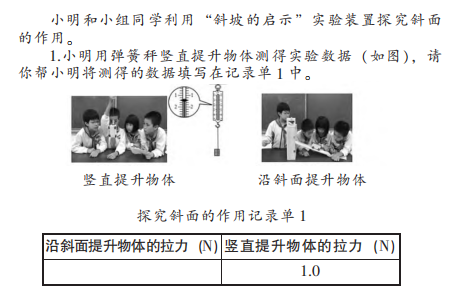 小明和小组同学利用“斜坡的启示”实验装置探究斜面
的作用。
1.小明用弹簧秤竖直提升物体测得实验数据（如图），请
你帮小明将测得的数据填写在记录单1中。
竖直提升物体
沿斜面提升物体
探究斜面的作用记录单1
沿斜面提升物体的拉力 (N) 竖直提升物体的拉力 (N)
1.0